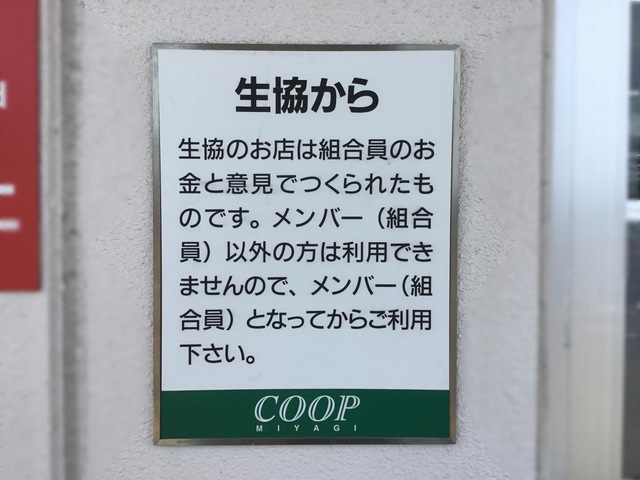 生協から
生協のお店は組合員のお
金と意見でつくられたも
のです。メンバー（組合
員）以外の方は利用でき
ませんので、メンバー（組
合員）となってからご利用
下さい。
COOP
MIYAGI